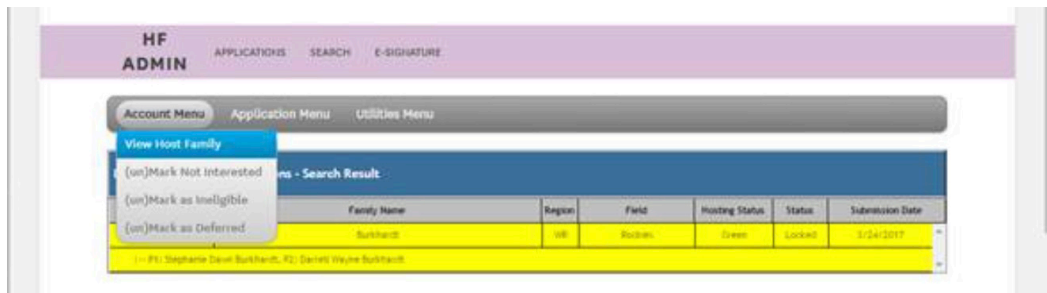 HF
ADMIN
APPLICATIONS SEARCH E-SIGNATURE
Account Menu Application Menu Utilities Menu
View Host Family
(un)Mark Not Interested
(un)Mark as Ineligible
(un)Mark as Deferred
ns - Search Result
Family Name Region Field Hosting Status Status Submission Date
Burkhardt WR Green Locked 5/24/2017
|-- P1: Stephanie Dawn Burkhardt, P2: Wayne Burkhardt